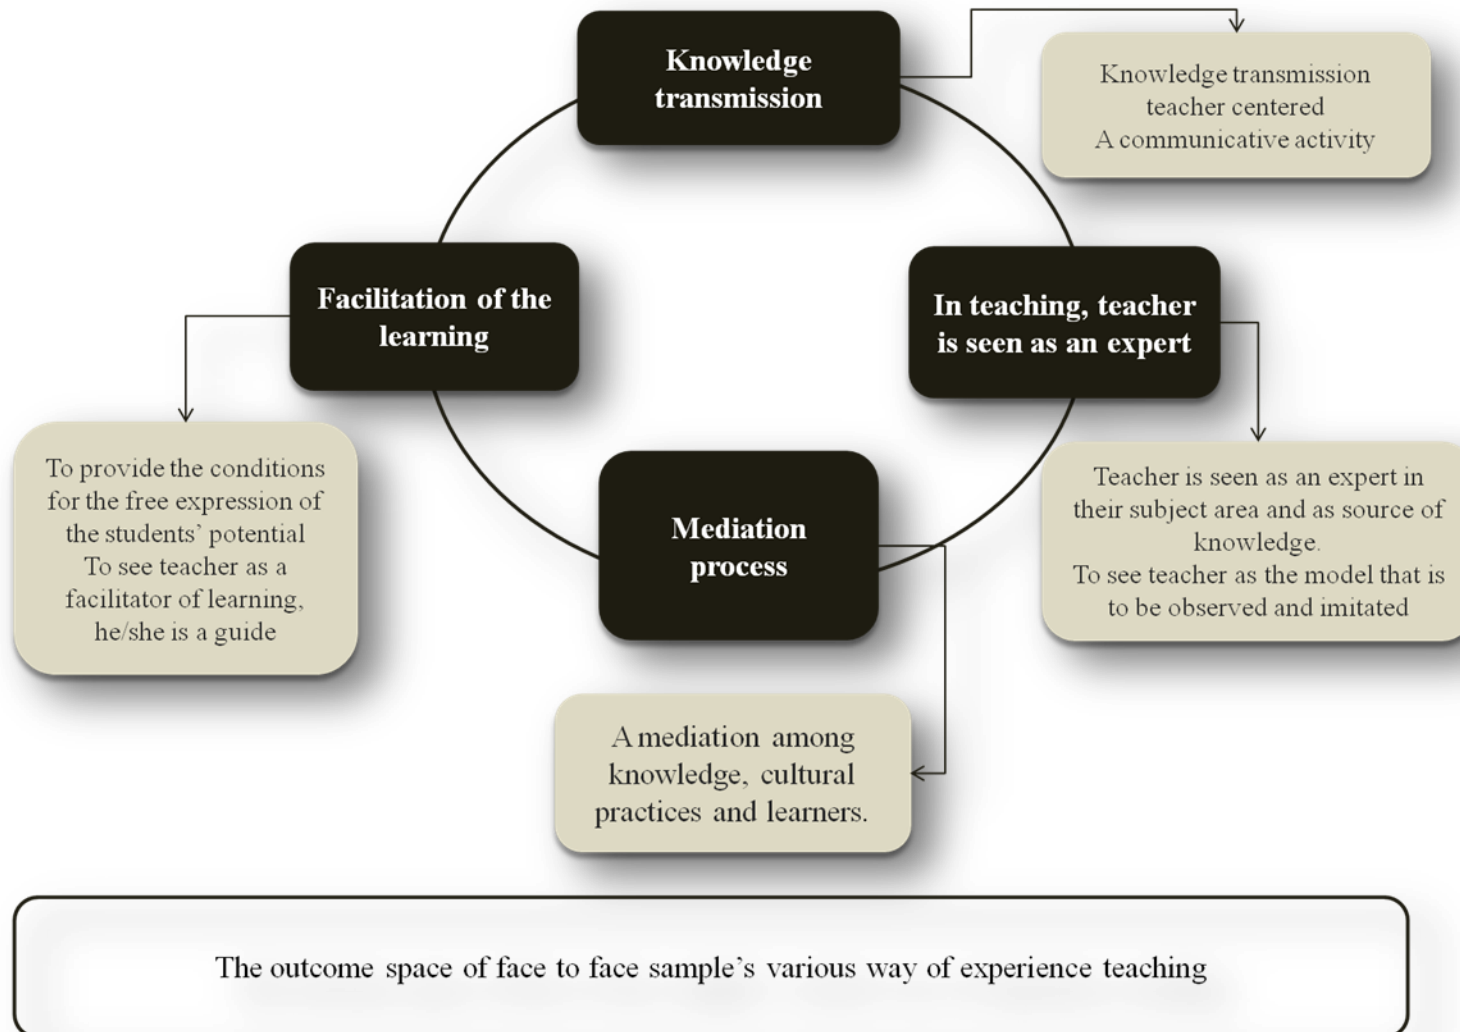 Knowledge
transmission
Knowledge transmission
teacher centered
A communicative activity
Facilitation of the
learning
In teaching, teacher
is seen as an expert
To provide the conditions
for the free expression of
the students’ potential
To see teacher as a
facilitator of learning,
he/she is a guide
Mediation
process
Teacher is seen as an expert in
their subject area and as source of
knowledge.
To see teacher as the model that is
to be observed and imitated
A mediation among
knowledge, cultural
practices and learners.
The outcome space of face to face sample’s various way of experience teaching